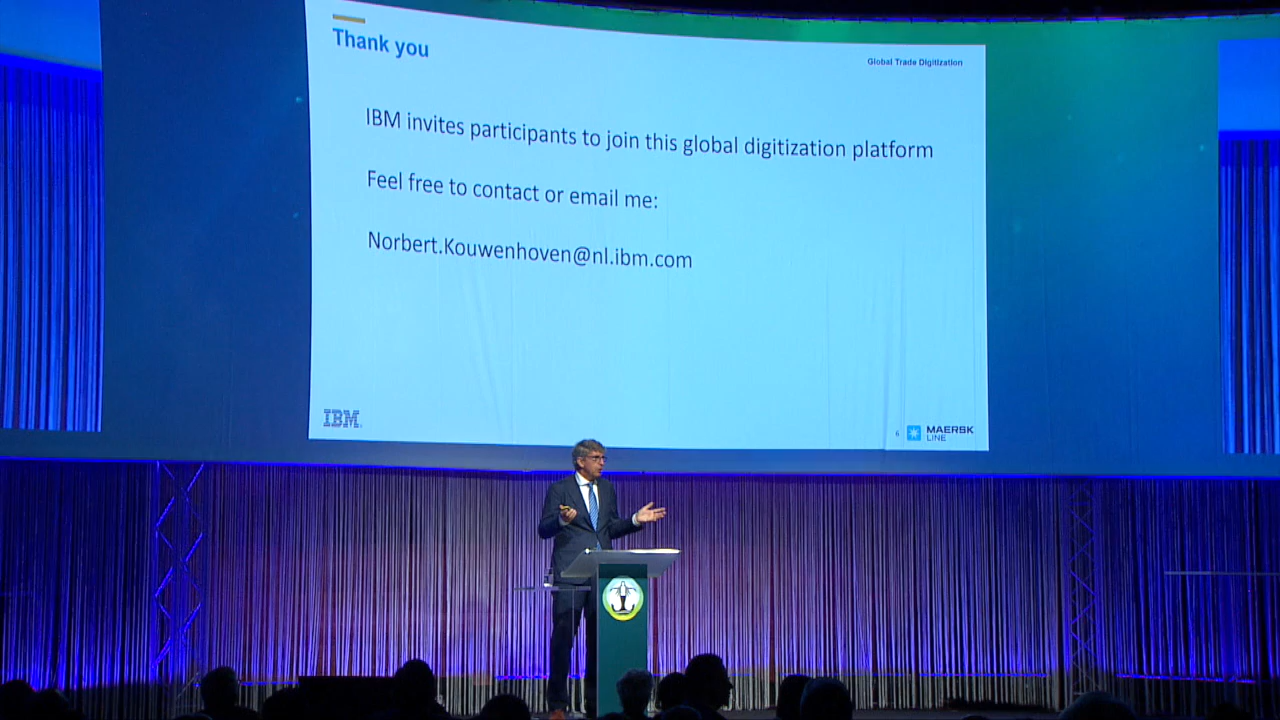 Thank you
Global Trade Digitization
IBM invites participants to join this global digitization platform
Feel free to contact or email me:
Norbert.Kouwenhoven@nl.ibm.com
IBM
6
MAERSK
LINE